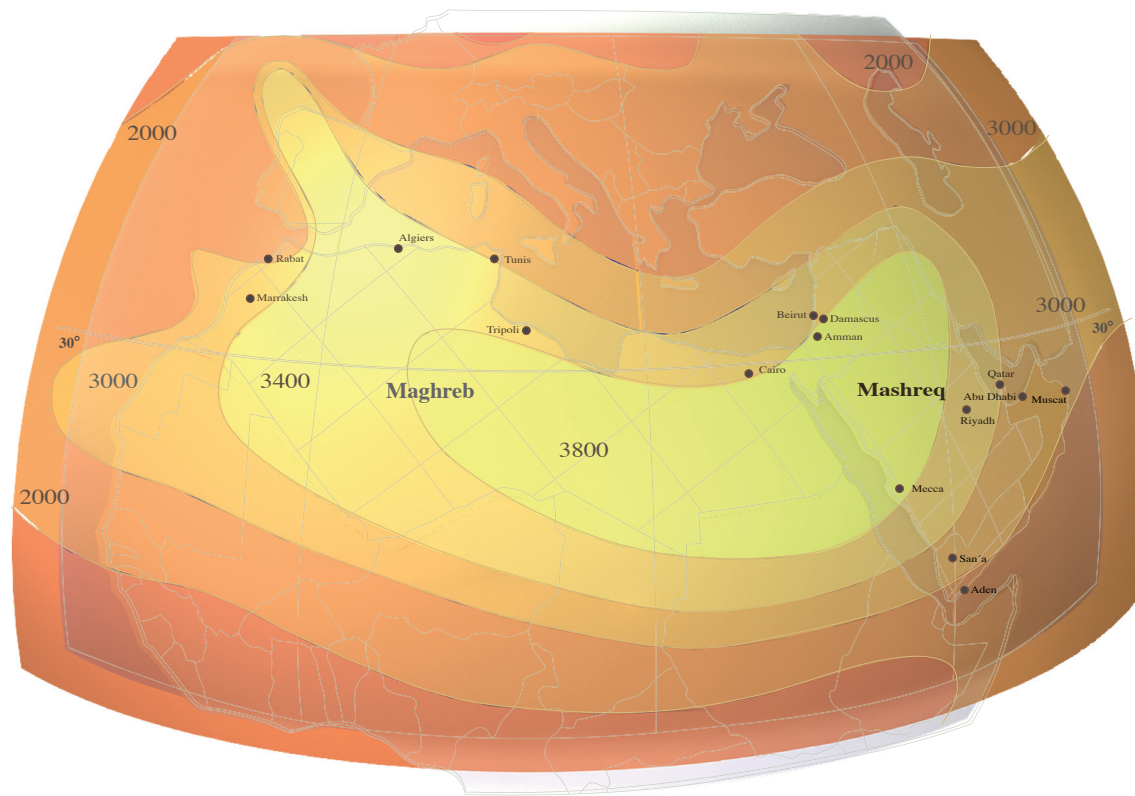 2000
2000
3000
Algiers
Rabat
Tunis
Marrakesh
3000
Beirut
Damascus
Tripoli
Amman
30°
30°
Cairo
Qatar
3000
3400
Maghreb
Mashreq
Abu Dhabi
Muscat
Riyadh
3800
Mecca
2000
San´a
Aden